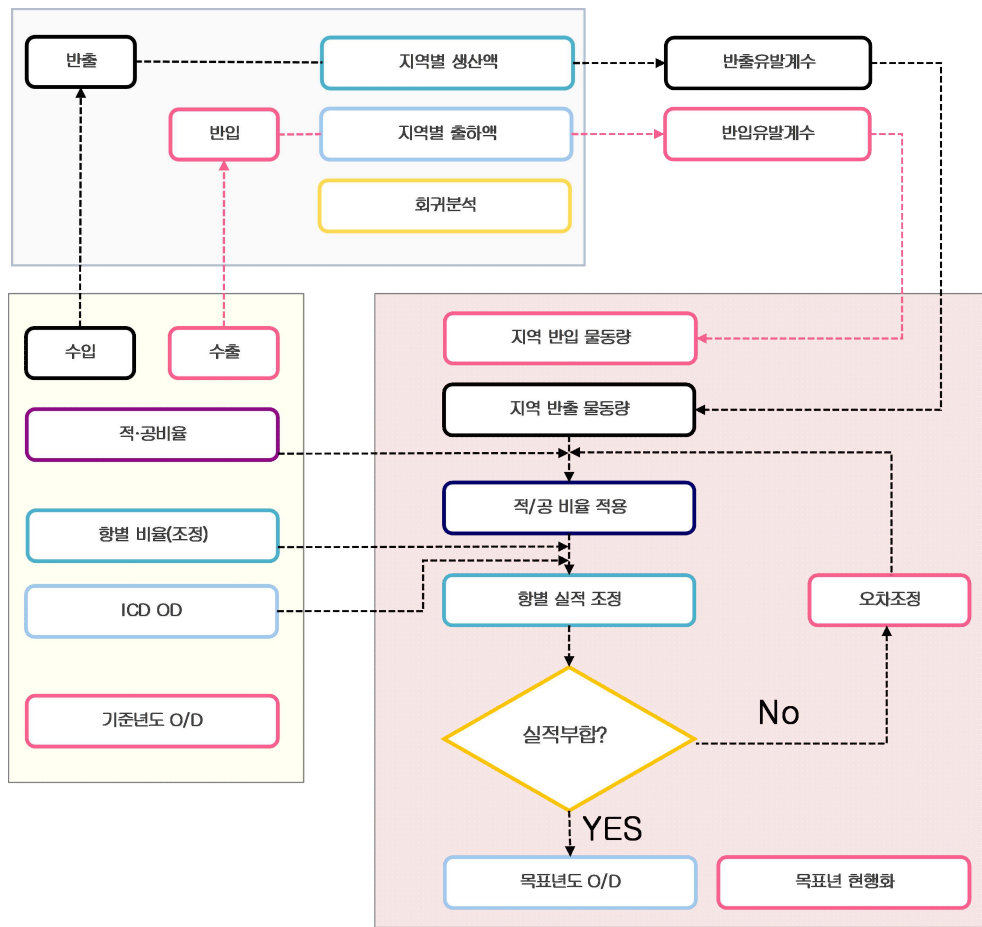 반출
지역별 생산액
반출유발계수
반입
지역별 출하액
반입유발계수
회귀분석
수입
수출
지역 반입 물동량
지역 반출 물동량
적·공비율
적/공 비율 적용
항별 비율(조정)
ICD OD
항별 실적 조정
오차조정
기준년도 O/D
실적부합?
No
YES
목표년도 O/D
목표년 현행화